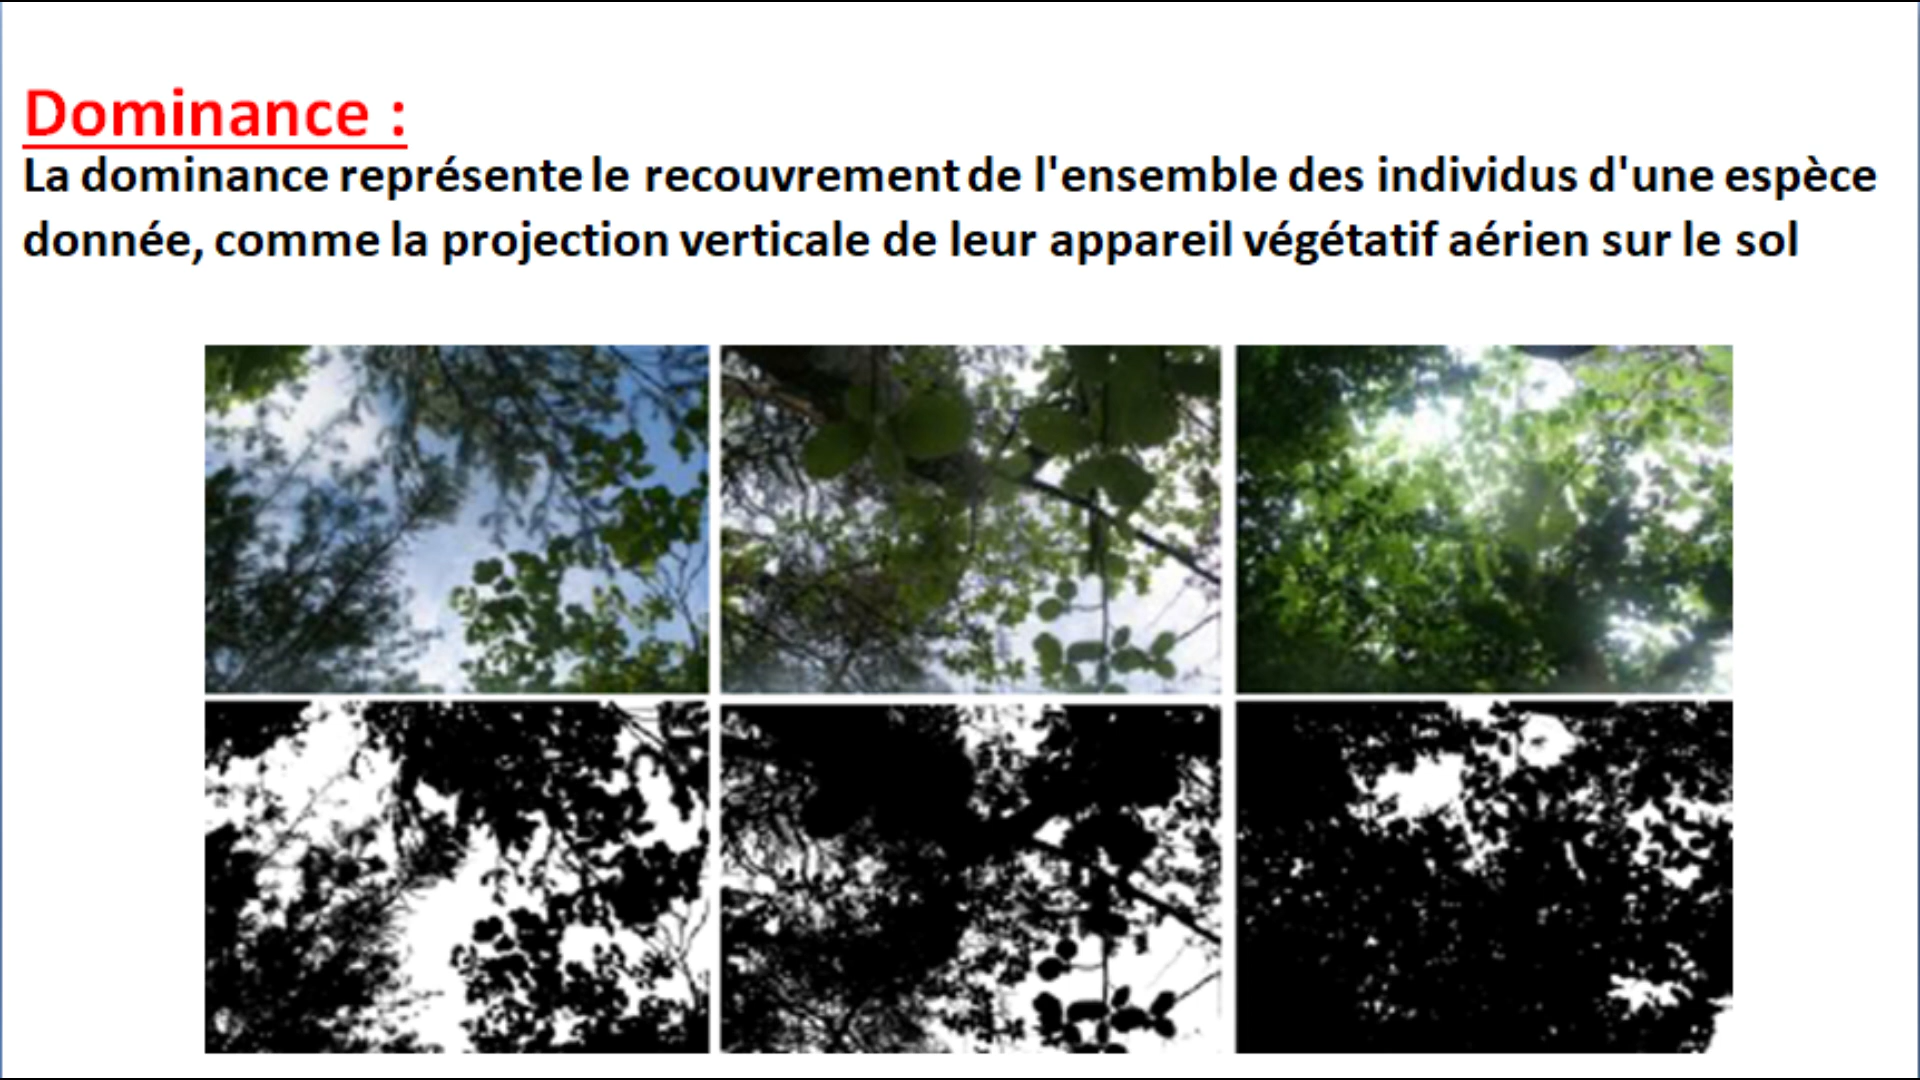 Dominance :
La dominance représente le recouvrement de l'ensemble des individus d'une espèce
donnée, comme la projection verticale de leur appareil végétatif aérien sur le sol